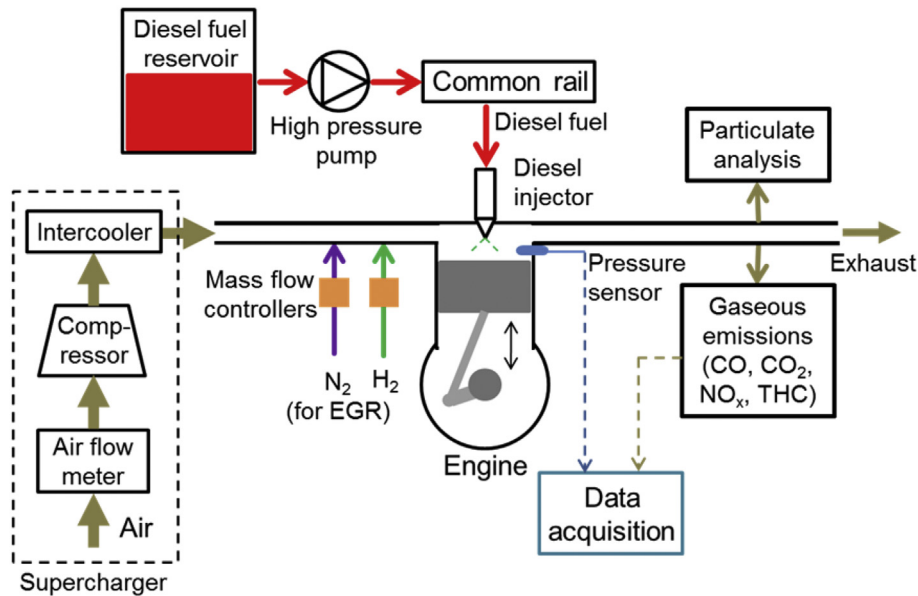 Diesel fuel
reservoir
High pressure
pump
Common rail
Diesel fuel
Diesel
injector
Particulate
analysis
Intercooler
Comp-
ressor
Air flow
meter
Air
Supercharger
Mass flow
controllers
N₂
(for EGR)
H₂
Engine
Pressure
sensor
Exhaust
Gaseous
emissions
(CO, CO₂,
NOₓ, THC)
Data
acquisition